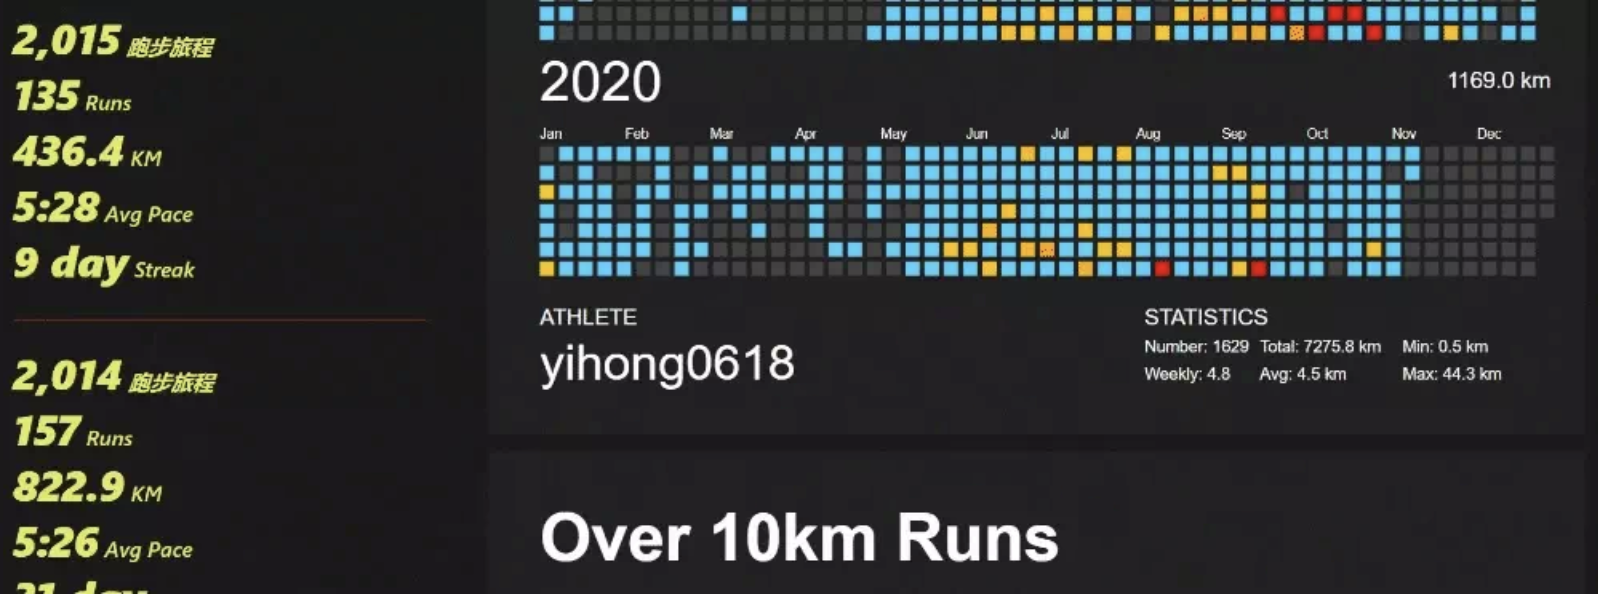 2,015 跑步旅程
135 Runs
436.4 KM
5:28 Avg Pace
9 day Streak
2,014 跑步旅程
157 Runs
822.9 KM
5:26 Avg Pace
21 day
2020
1169.0 km
Jan Feb Mar Apr May Jun Jul Aug Sep Oct Nov Dec
ATHLETE
yihong0618
STATISTICS
Number: 1629 Total: 7275.8 km Min: 0.5 km
Weekly: 4.8 Avg: 4.5 km Max: 44.3 km
Over 10km Runs